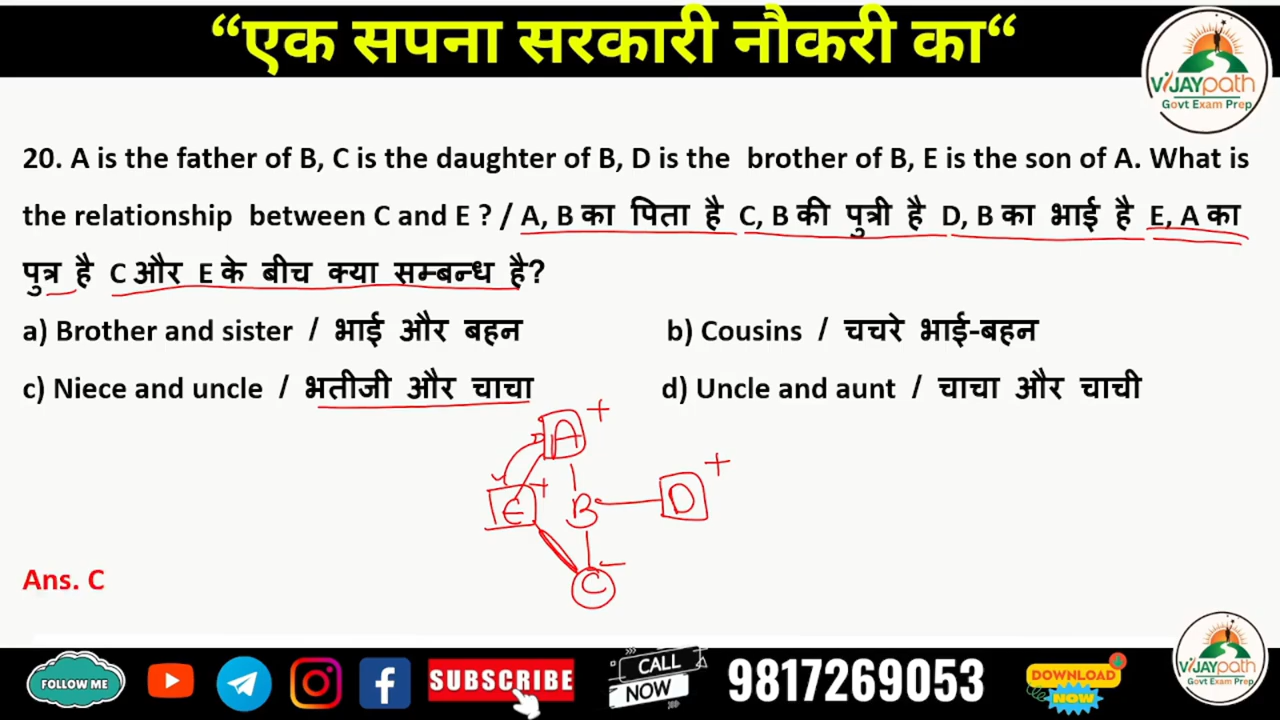 “एक सपना सरकारी नौकरी का“
VIJAYpath
Govt Exam Prep
20. A is the father of B, C is the daughter of B, D is the brother of B, E is the son of A. What is
the relationship between C and E ? / A, B का पिता है C, B की पुत्री है D, B का भाई है E, A का
पुत्र है C और E के बीच क्या सम्बन्ध है?
a) Brother and sister / भाई और बहन b) Cousins / चचरे भाई-बहन
c) Niece and uncle / भतीजी और चाचा d) Uncle and aunt / चाचा और चाची
A +
E + B D +
C -
Ans. C
VIJAYpath
Govt Exam Prep
FOLLOW ME
SUBSCRIBE
CALL
NOW
9817269053
DOWNLOAD
NOW